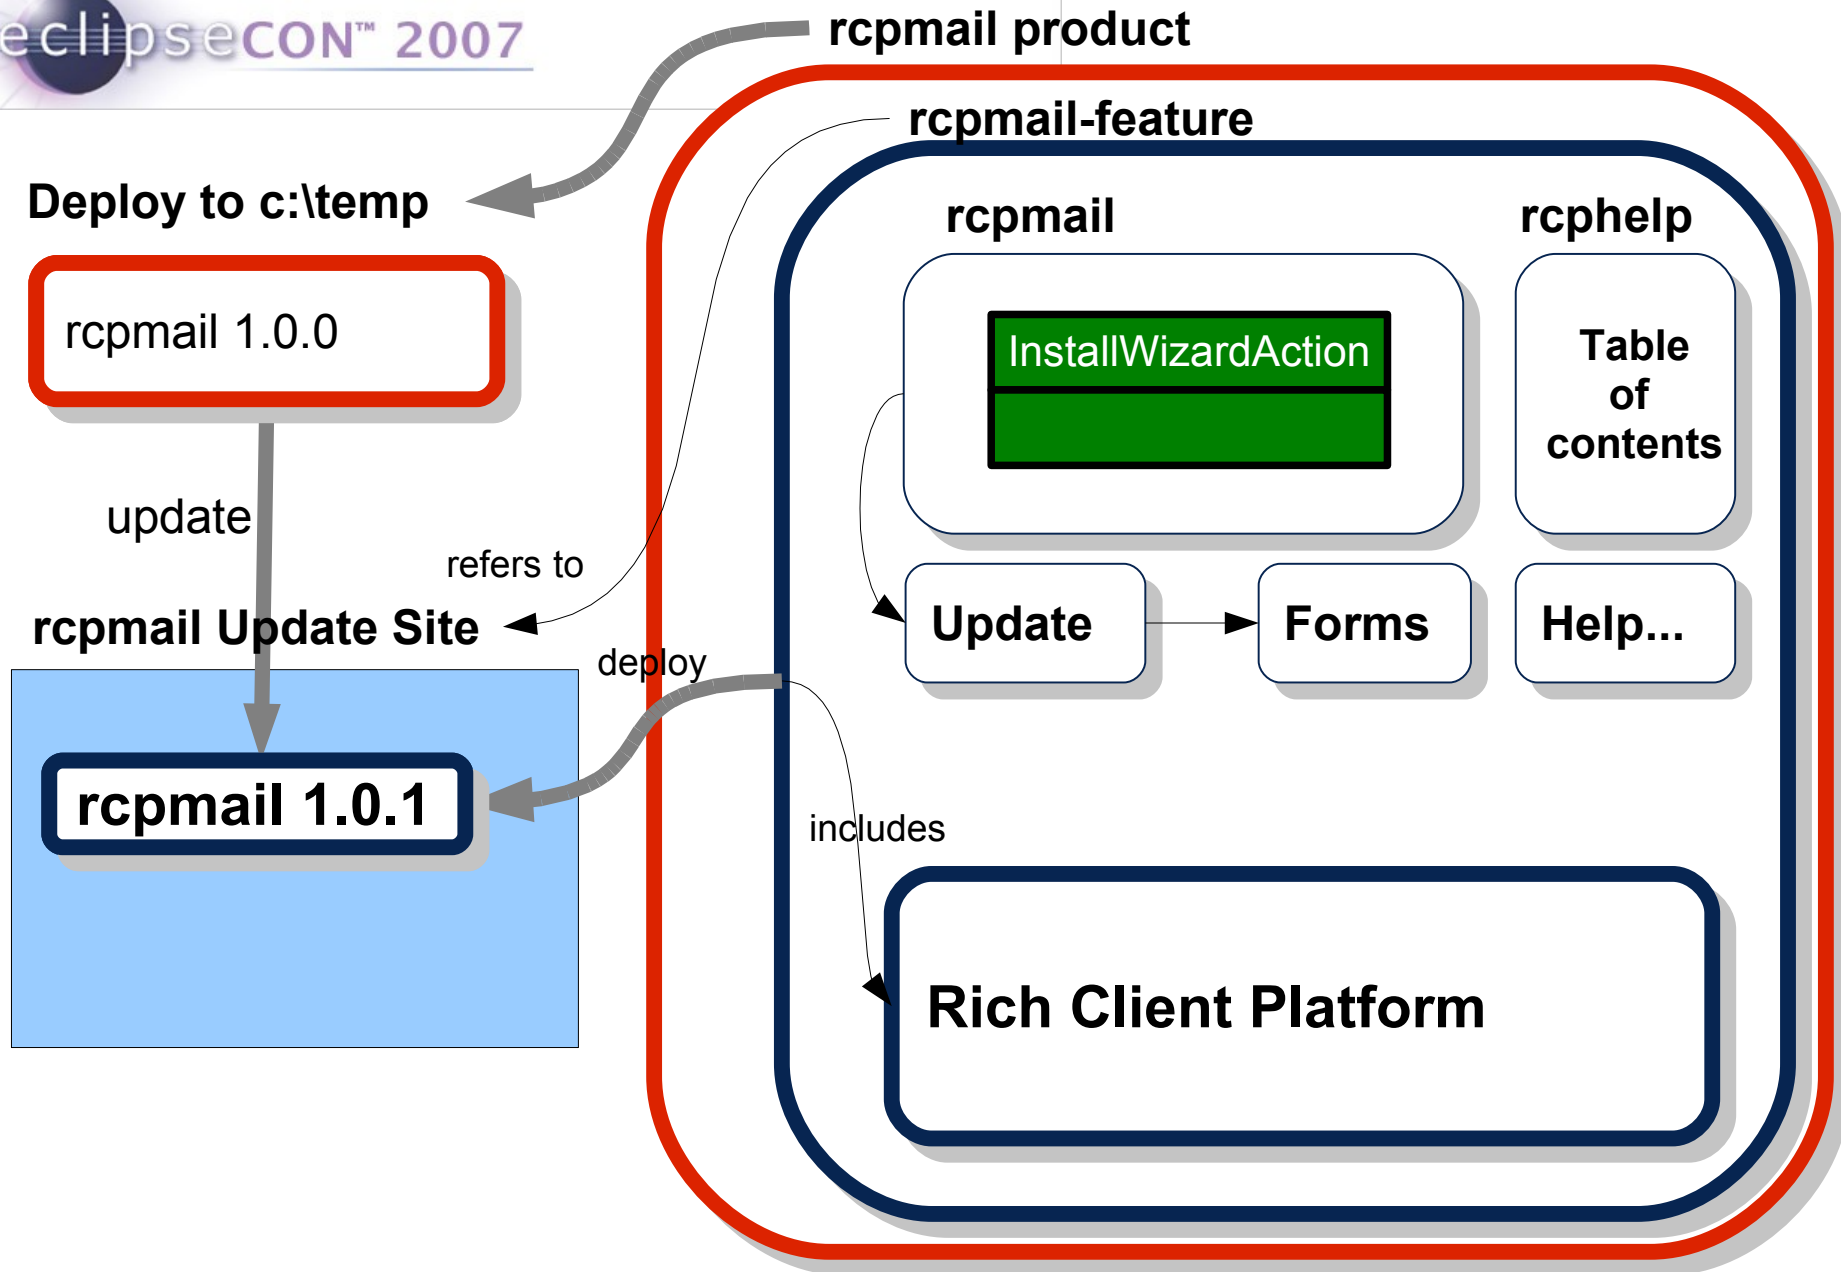 eclipseCON™ 2007
rcpmail product
rcpmail-feature
Deploy to c:\temp
rcpmail 1.0.0
update
refers to
rcpmail Update Site
deploy
rcpmail 1.0.1
includes
rcpmail
InstallWizardAction
rcphelp
Table
of
contents
Update
Forms
Help...
Rich Client Platform